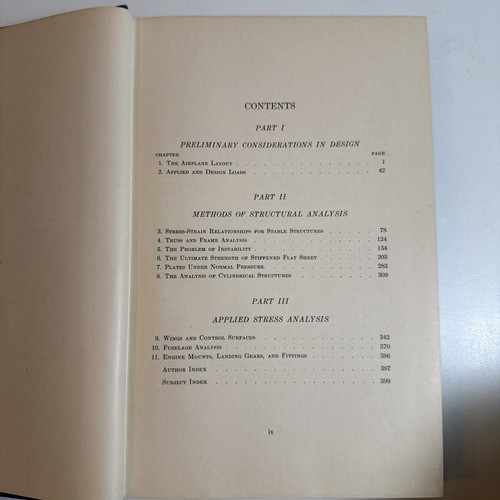 CONTENTS
PART I
PRELIMINARY CONSIDERATIONS IN DESIGN
CHAPTER PAGE
1. The Airplane Layout . . . . . . . . . . . . . . 1
2. Applied and Design Loads . . . . . . . . . . . . 42
PART II
METHODS OF STRUCTURAL ANALYSIS
3. Stress-Strain Relationships for Stable Structures . . . . . 78
4. Truss and Frame Analysis . . . . . . . . . . . . 124
5. The Problem of Instability . . . . . . . . . . . 154
6. The Ultimate Strength of Stiffened Flat Sheet . . . . . . 203
7. Plates Under Normal Pressure . . . . . . . . . . 283
8. The Analysis of Cylindrical Structures . . . . . . . . 309
PART III
APPLIED STRESS ANALYSIS
9. Wings and Control Surfaces . . . . . . . . . . . 342
10. Fuselage Analysis . . . . . . . . . . . . . . 370
11. Engine Mounts, Landing Gears, and Fittings . . . . . . . 386
Author Index . . . . . . . . . . . . . . . 397
Subject Index . . . . . . . . . . . . . . . 399
ix